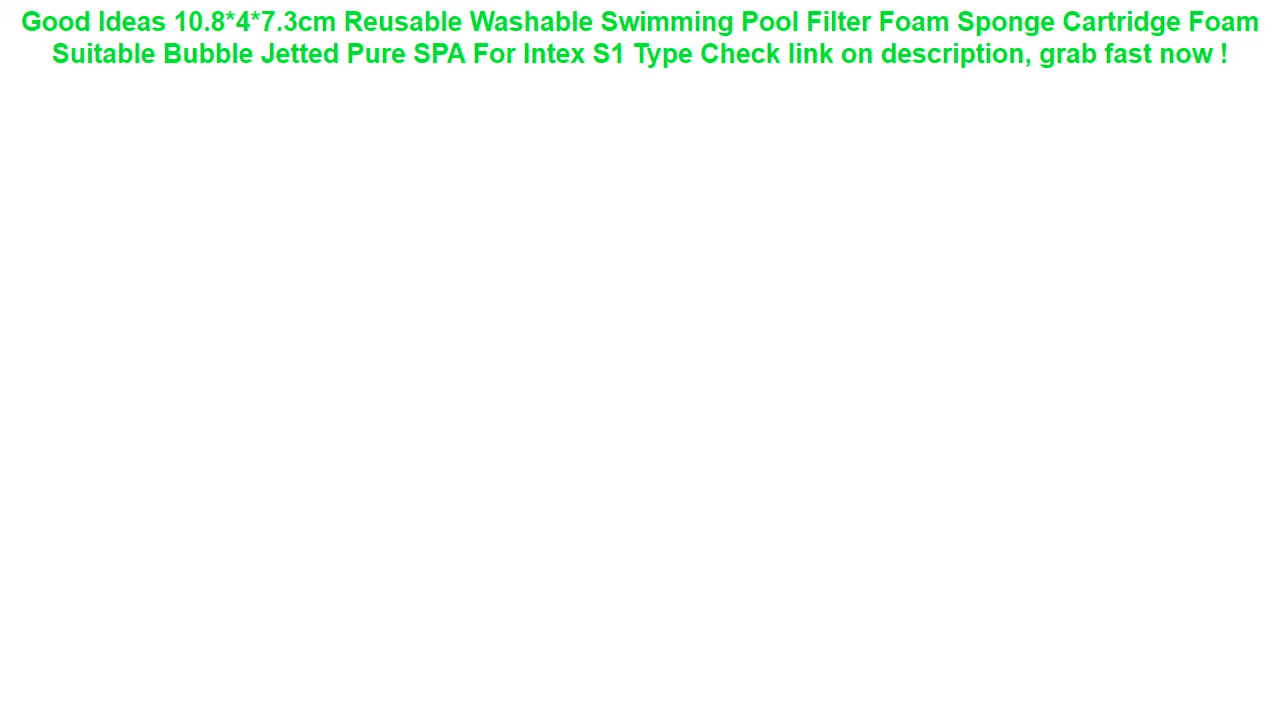 Good Ideas 10.8*4*7.3cm Reusable Washable Swimming Pool Filter Foam Sponge Cartridge Foam
Suitable Bubble Jetted Pure SPA For Intex S1 Type Check link on description, grab fast now !